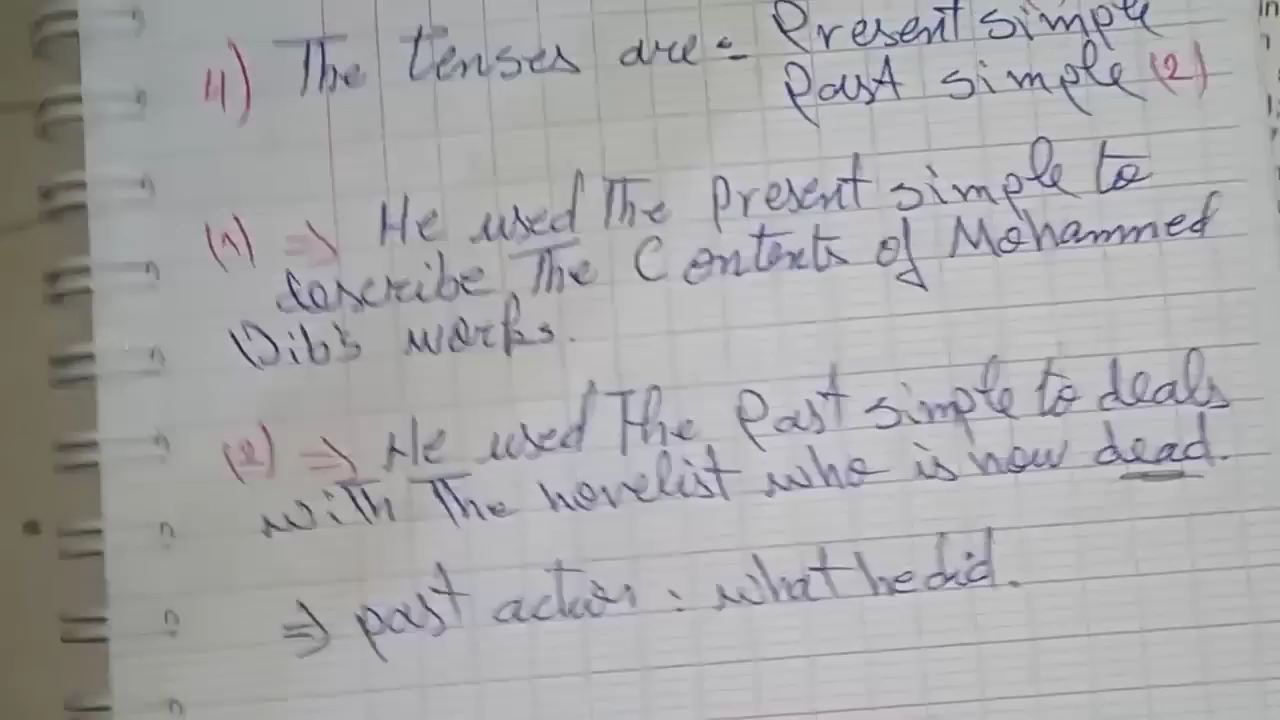 4) The tenses are: Present simple
Past simple (2)
(1) => He used The present simple to
describe The Contents of Mohammed
Dib's works.
(2) => He used The Past simple to deals
with The novelist who is now dead.
=> past action: what he did.